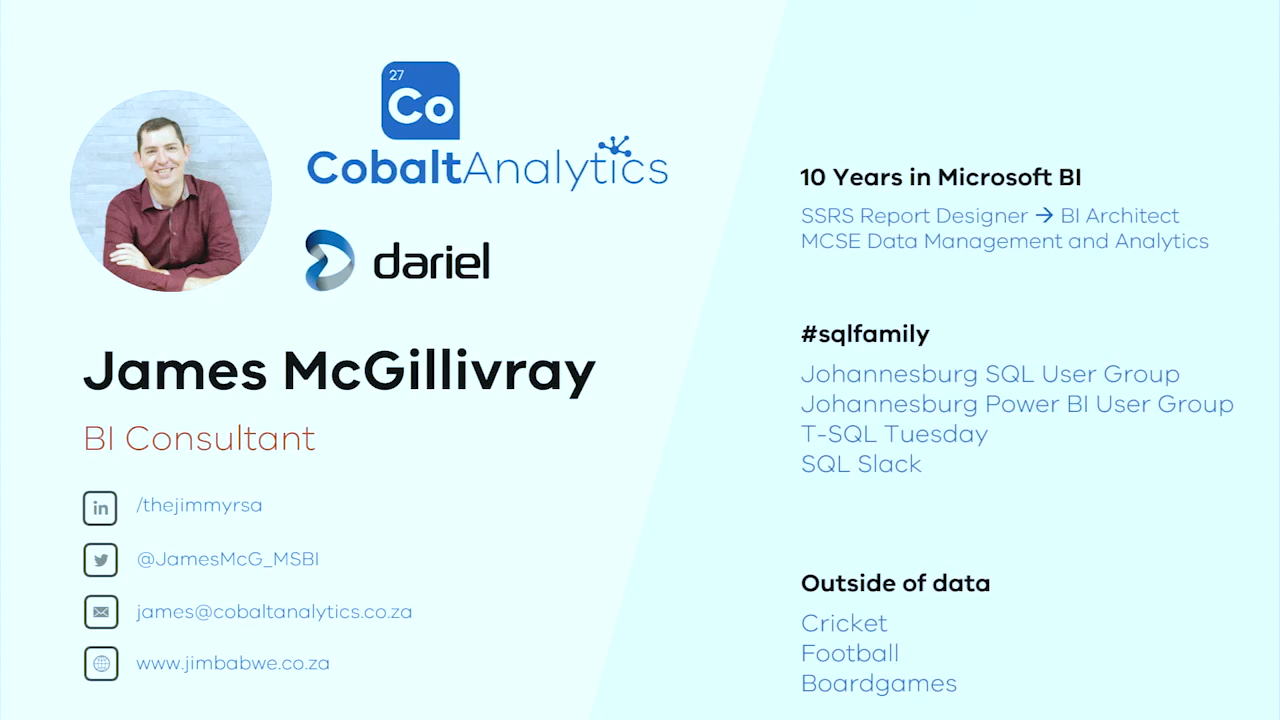 27
Co
CobaltAnalytics
dariel
James McGillivray
BI Consultant
in
/thejimmyrsa
@JamesMcG_MSBI
james@cobaltanalytics.co.za
www.jimbabwe.co.za
10 Years in Microsoft BI
SSRS Report Designer → BI Architect
MCSE Data Management and Analytics
#sqlfamily
Johannesburg SQL User Group
Johannesburg Power BI User Group
T-SQL Tuesday
SQL Slack
Outside of data
Cricket
Football
Boardgames